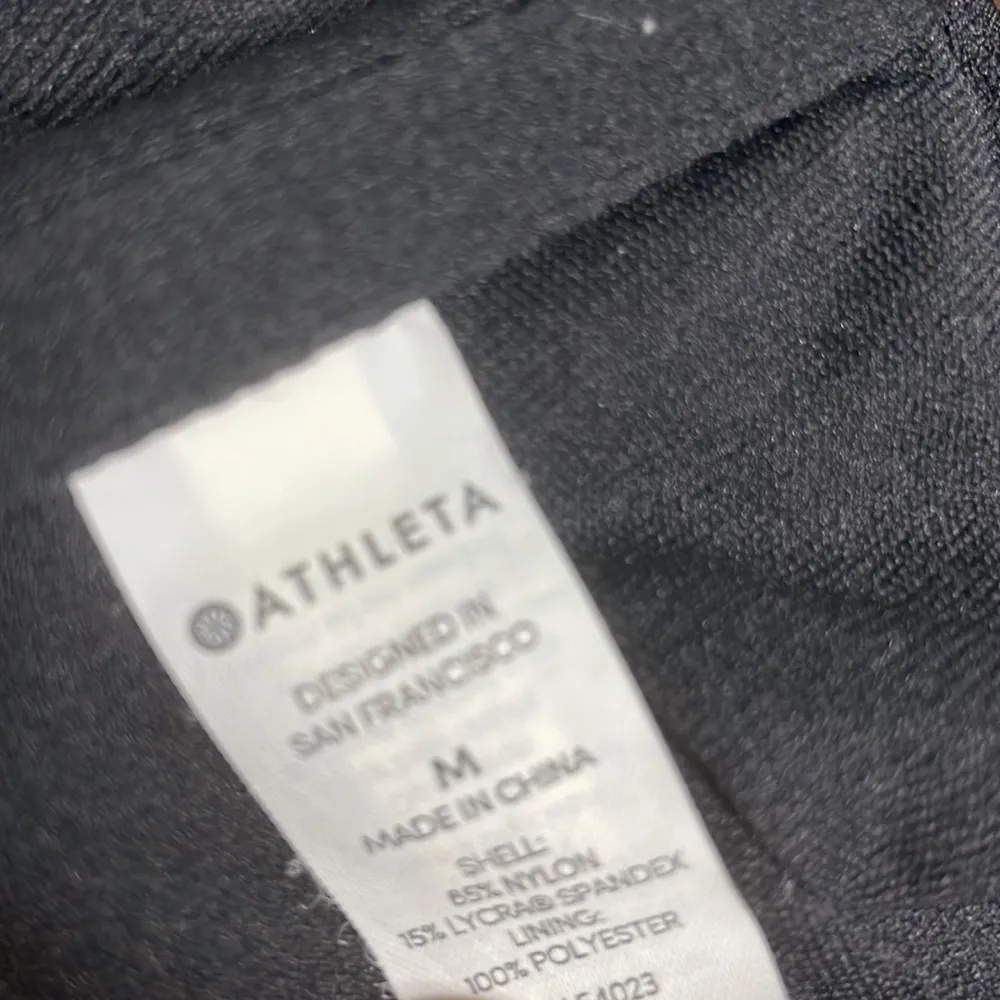 ATHLETA
DESIGNED IN
SAN FRANCISCO
M
MADE IN CHINA
SHELL:
85% NYLON
15% LYCRA® SPANDEX
LINING:
100% POLYESTER